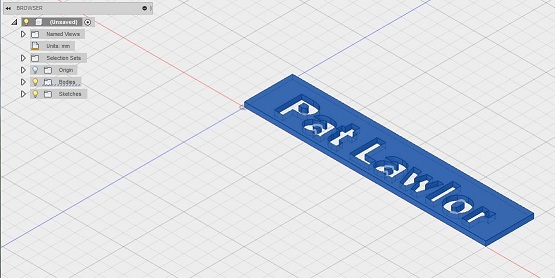 BROWSER
(Unsaved)
Named Views
Units: mm
Selection Sets
Origin
Bodies
Sketches
Pat Lawlor